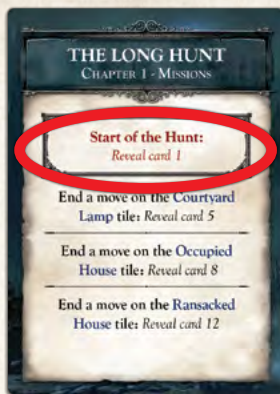 THE LONG HUNT
CHAPTER 1 - MISSIONS
Start of the Hunt:
Reveal card 1
End a move on the Courtyard
Lamp tile: Reveal card 5
End a move on the Occupied
House tile: Reveal card 8
End a move on the Ransacked
House tile: Reveal card 12